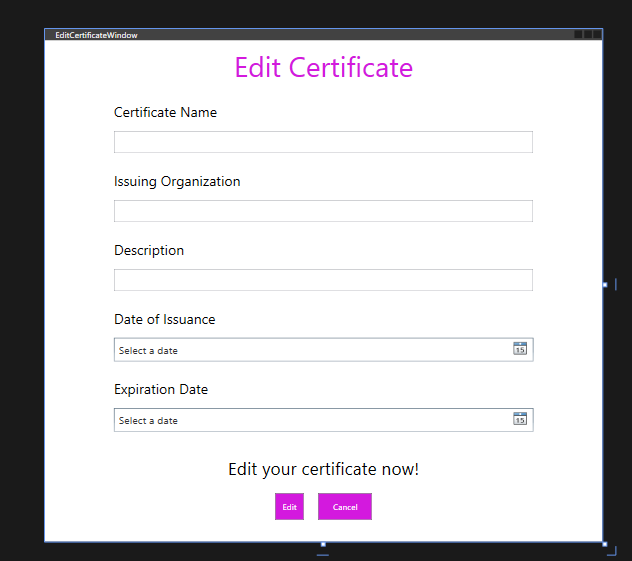 EditCertificateWindow
Edit Certificate
Certificate Name
Issuing Organization
Description
Date of Issuance
Select a date 15
Expiration Date
Select a date 15
Edit your certificate now!
Edit Cancel